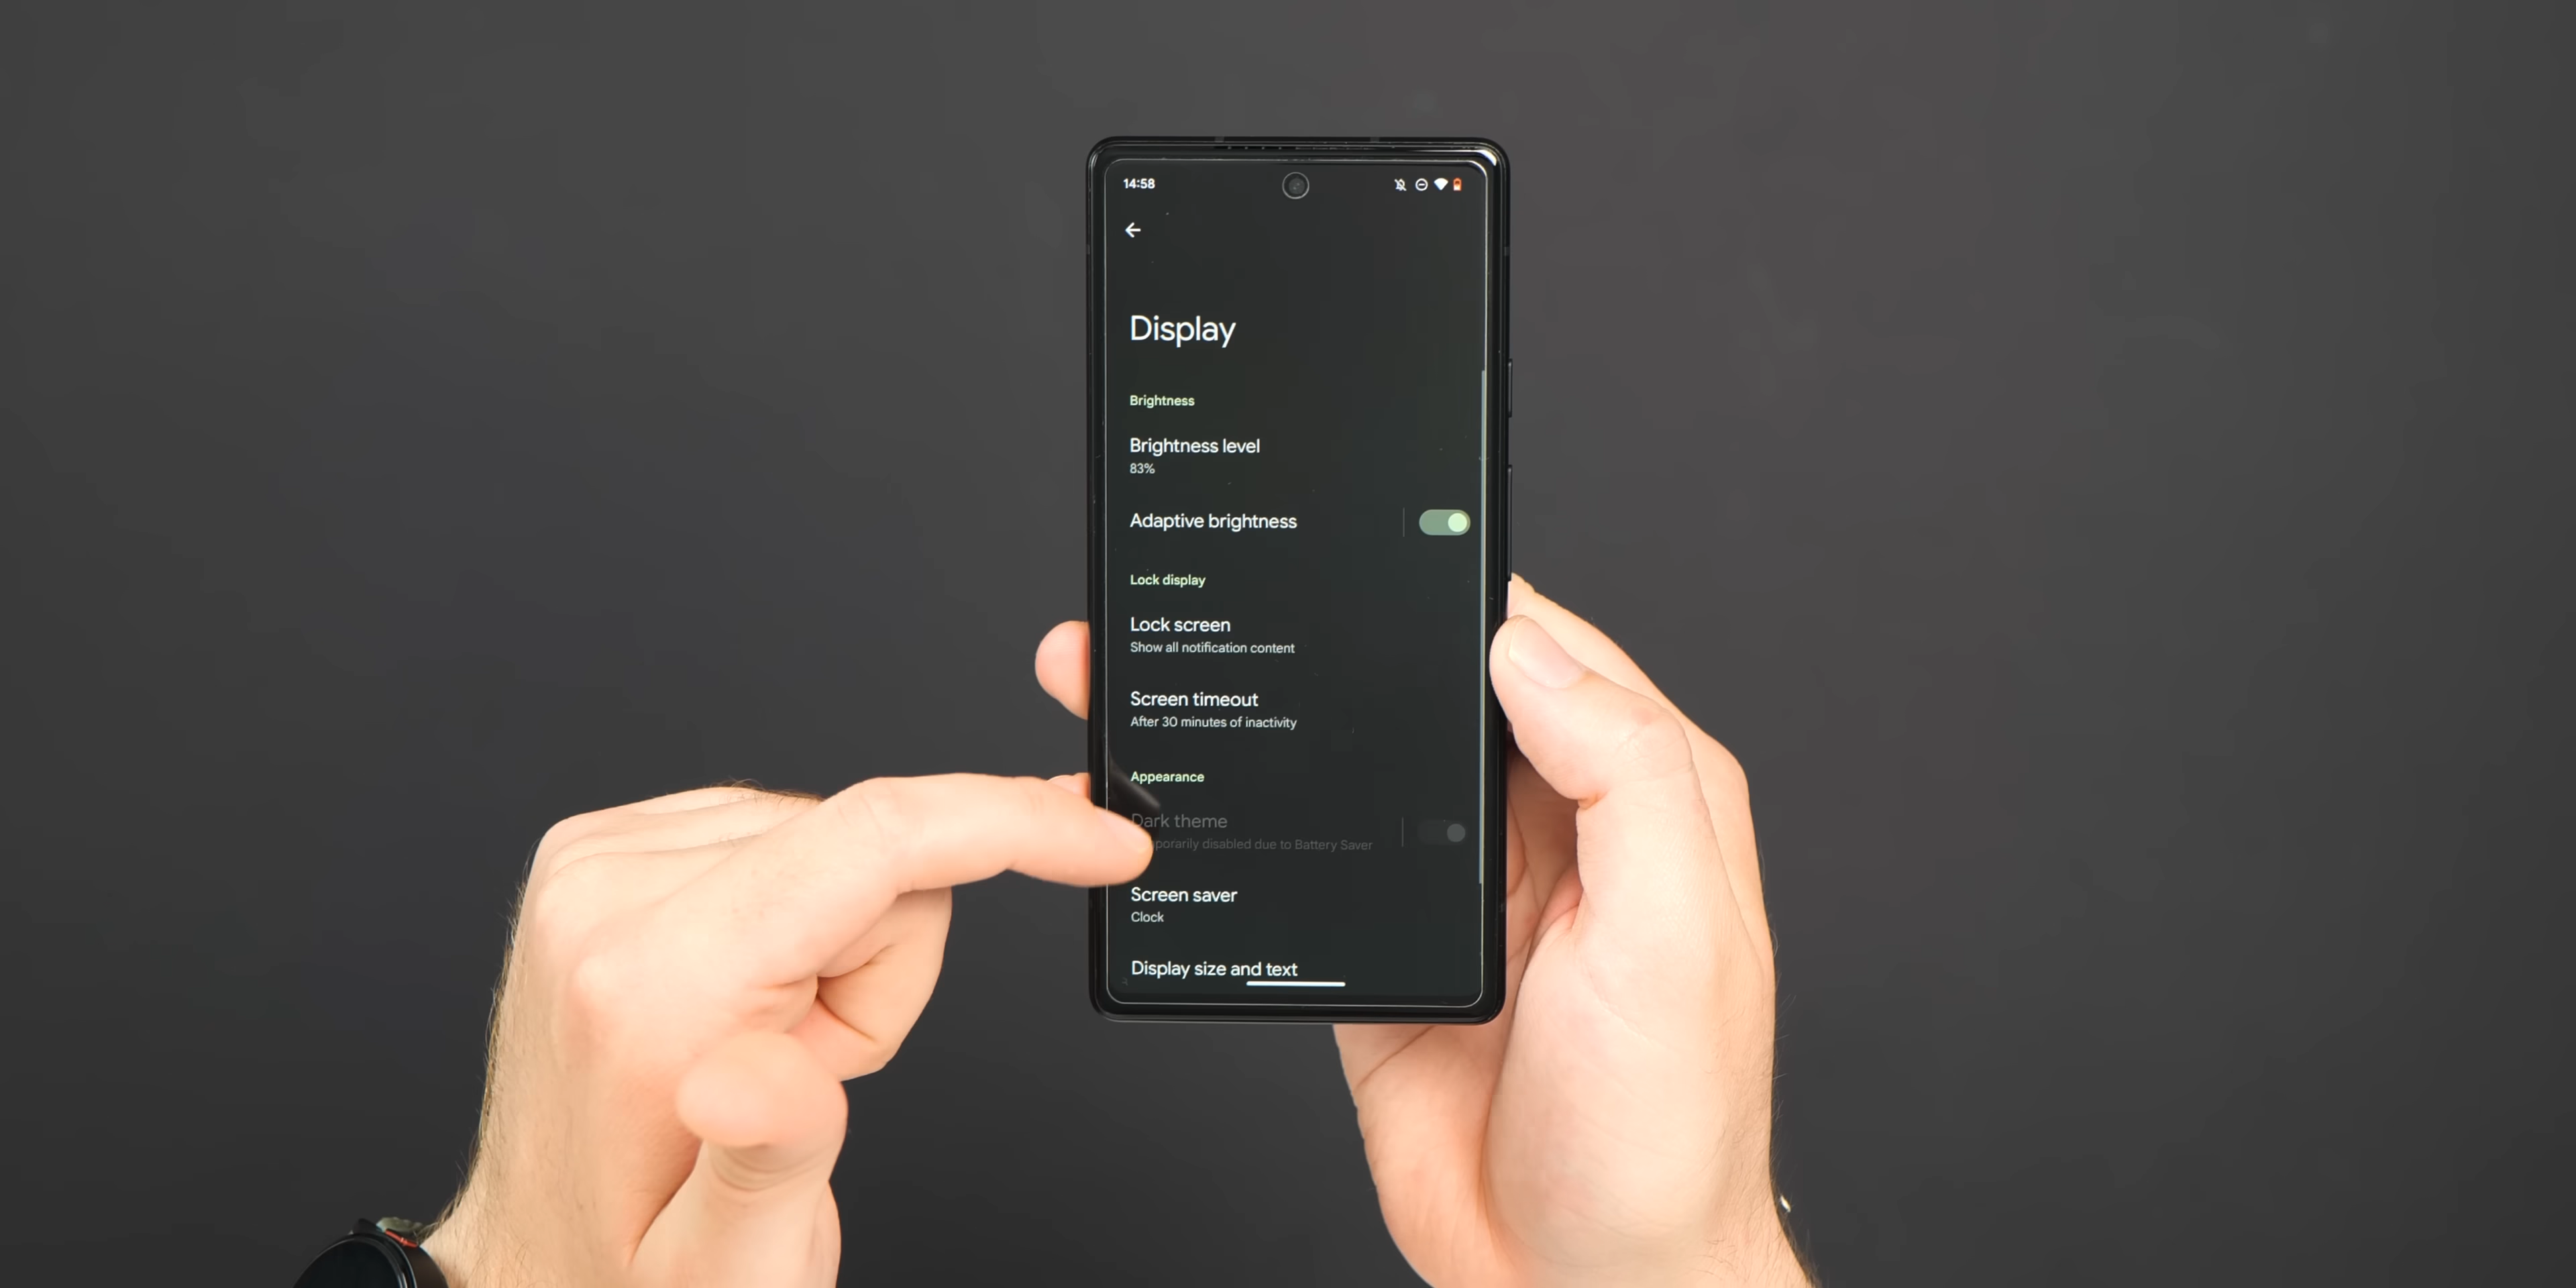 14:58
Display
Brightness
Brightness level
83%
Adaptive brightness
Lock display
Lock screen
Show all notification content
Screen timeout
After 30 minutes of inactivity
Appearance
Dark theme
disabled due to Battery Saver
Screen saver
Clock
Display size and text